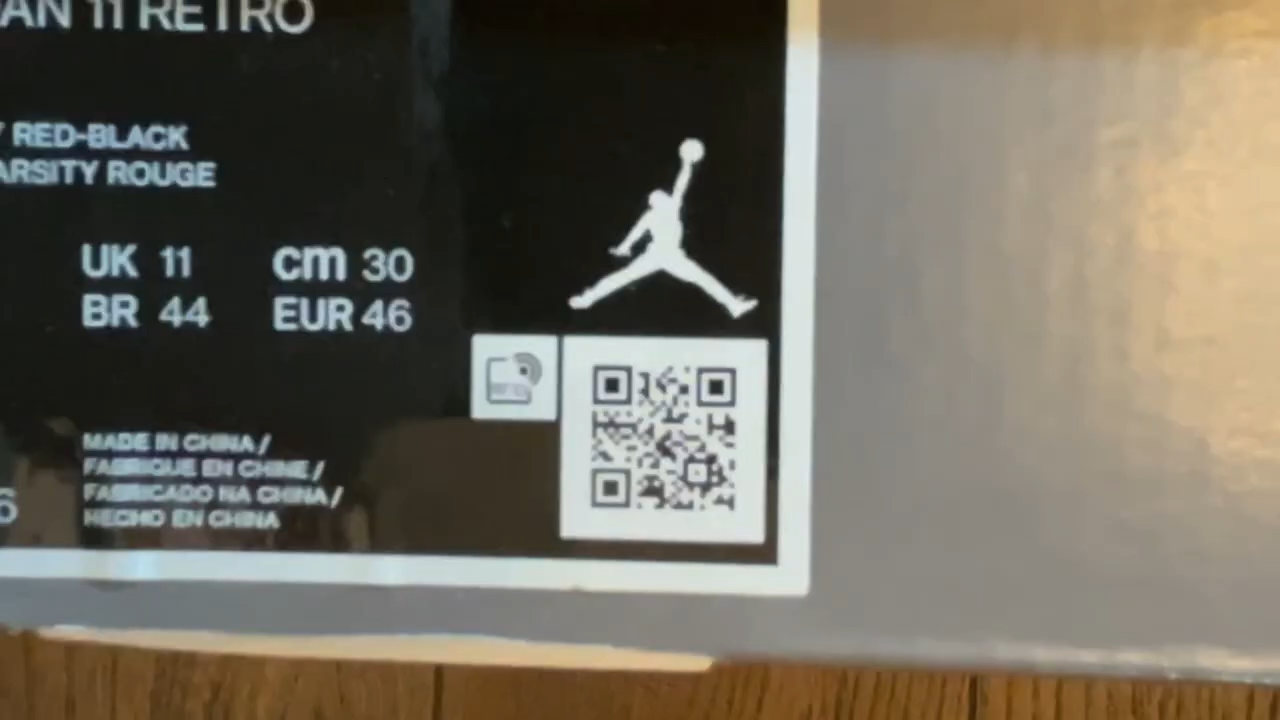 AN 11 RETRO
RED-BLACK
ARSITY ROUGE
UK 11 cm 30
BR 44 EUR 46
MADE IN CHINA /
FABRIQUE EN CHINE /
FABRICADO NA CHINA /
HECHO EN CHINA
6